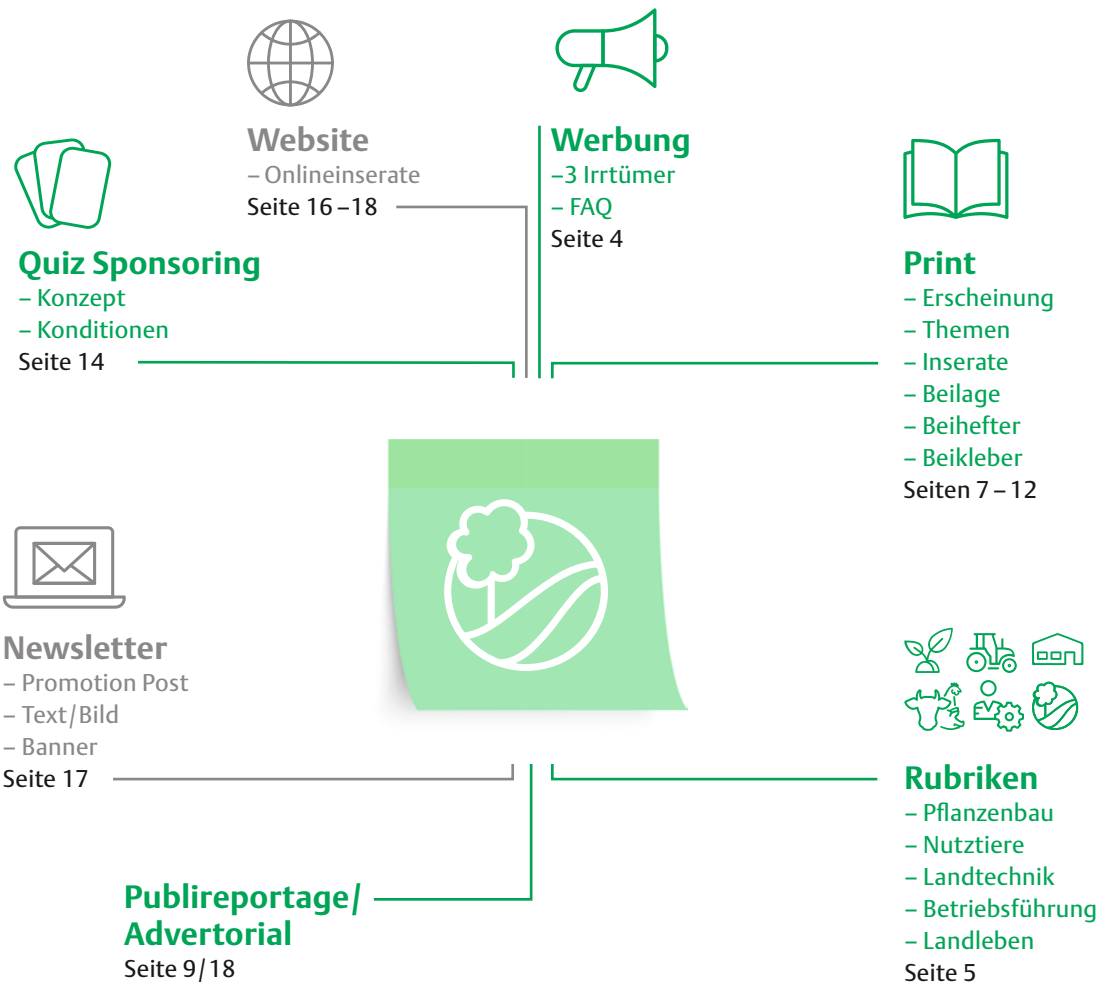 Website
– Onlineinserate
Seite 16 – 18
Werbung
–3 Irrtümer
– FAQ
Seite 4
Quiz Sponsoring
– Konzept
– Konditionen
Seite 14
Print
– Erscheinung
– Themen
– Inserate
– Beilage
– Beihefter
– Beikleber
Seiten 7 – 12
Newsletter
– Promotion Post
– Text/Bild
– Banner
Seite 17
Rubriken
– Pflanzenbau
– Nutztiere
– Landtechnik
– Betriebsführung
– Landleben
Seite 5
Publireportage/
Advertorial
Seite 9/18